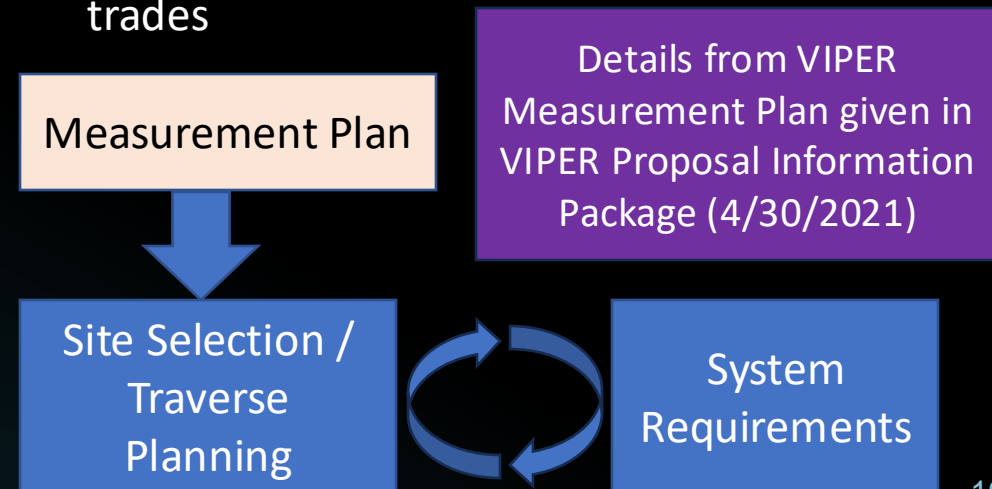 trades
Measurement Plan
Details from VIPER
Measurement Plan given in
VIPER Proposal Information
Package (4/30/2021)
Site Selection /
Traverse
Planning
System
Requirements